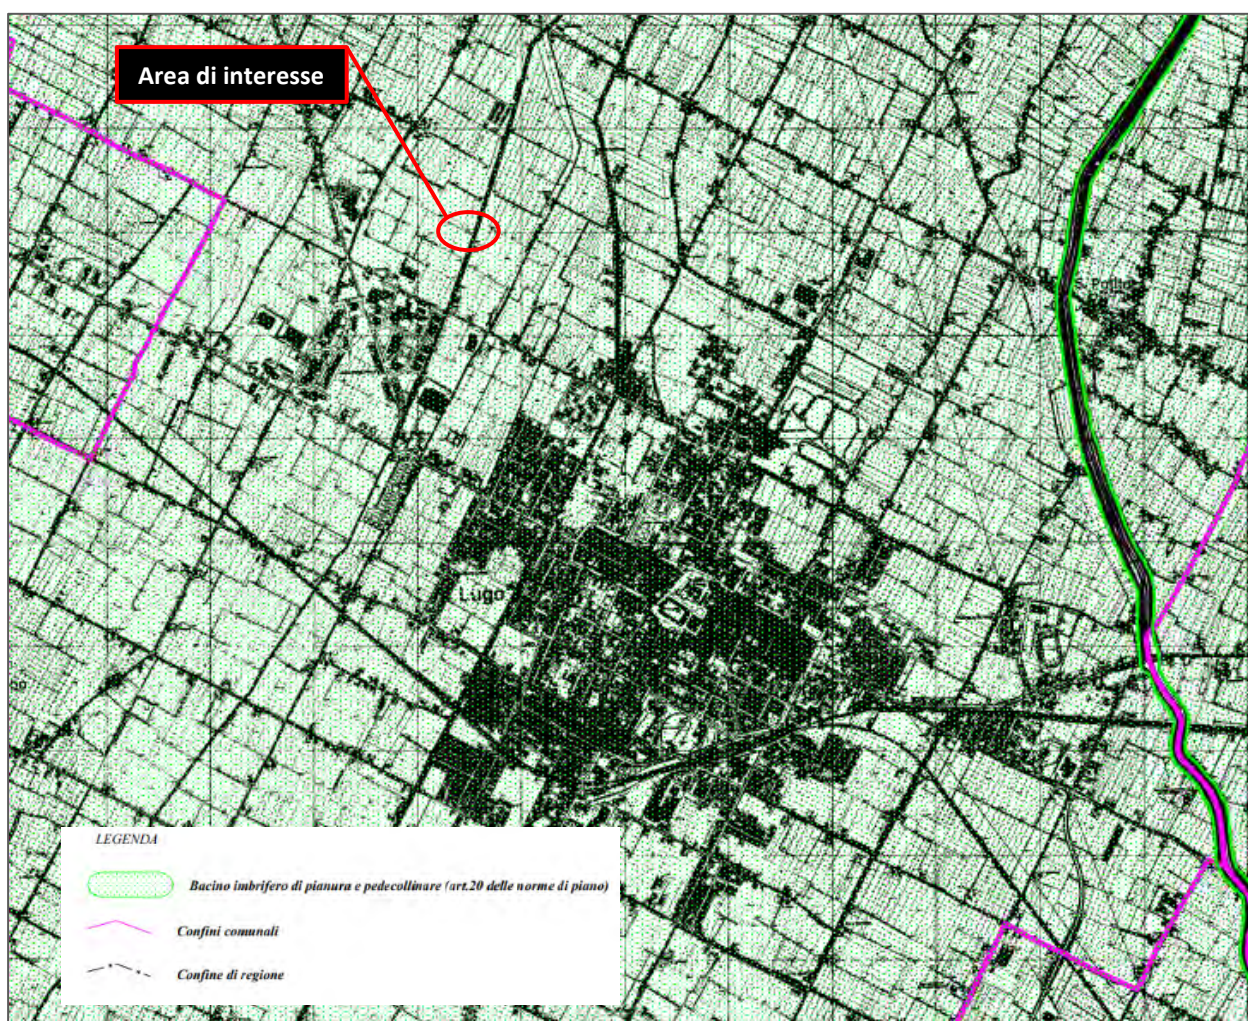 Area di interesse
Lugo
LEGENDA
Bacino imbrifero di pianura e pedecollinare (art.20 delle norme di piano)
Confini comunali
Confine di regione